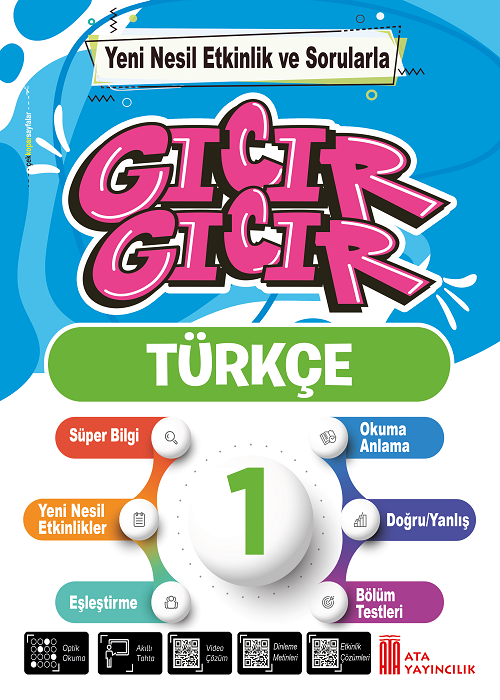 Yeni Nesil Etkinlik ve Sorularla
çekkoparsayfalar
GICIR
GICIR
TÜRKÇE
Süper Bilgi
Okuma
Anlama
Yeni Nesil
Etkinlikler
1
Doğru/Yanlış
Eşleştirme
Bölüm
Testleri
Optik
Okuma
Akıllı
Tahta
Video
Çözüm
Dinleme
Metinleri
Etkinlik
Çözümleri
ATA
YAYINCILIK